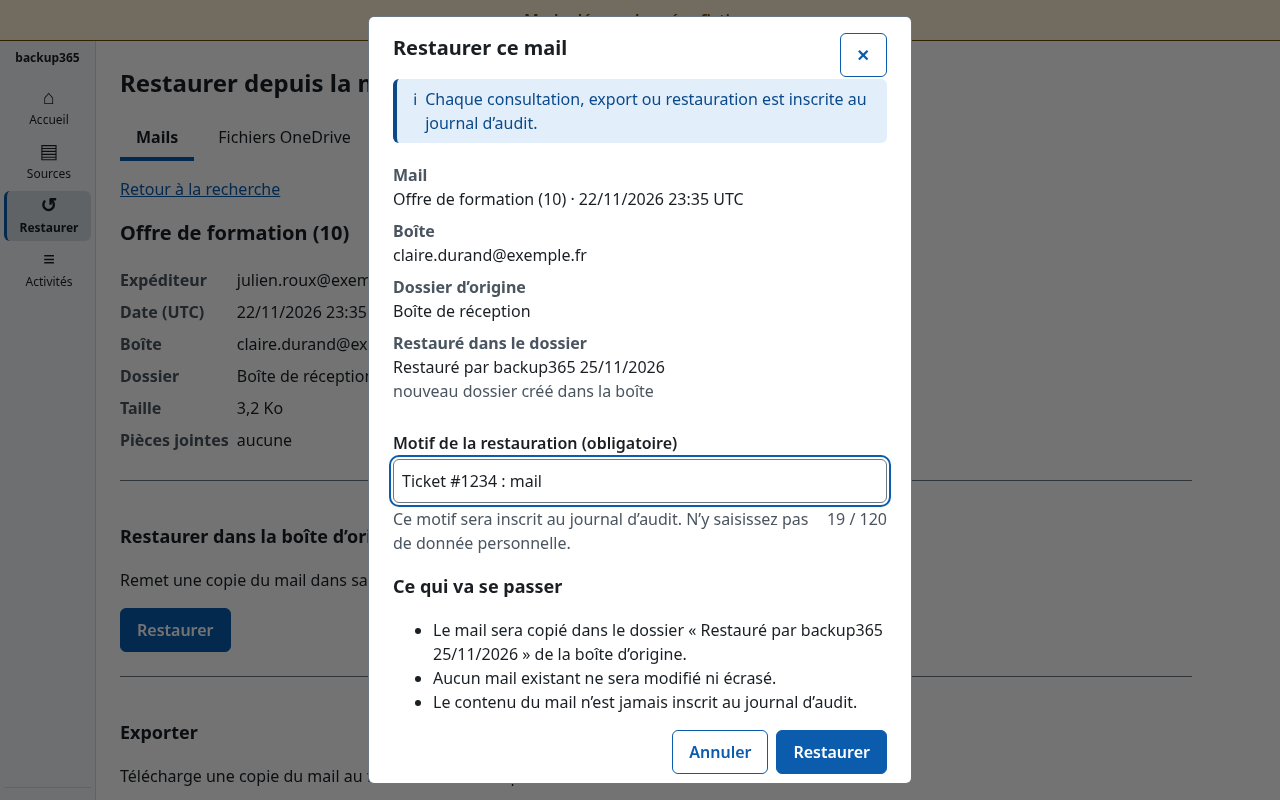 backup365
Accueil
Sources
Restaurer
Activités
Restaurer depuis la
Mails
Fichiers OneDrive
Retour à la recherche
Offre de formation (10)
Expéditeur julien.roux@exem
Date (UTC) 22/11/2026 23:35
Boîte claire.durand@ex
Dossier Boîte de réception
Taille 3,2 Ko
Pièces jointes aucune
Restaurer dans la boîte d’ori
Remet une copie du mail dans sa
Restaurer
Exporter
Télécharge une copie du mail au
Restaurer ce mail
×
i Chaque consultation, export ou restauration est inscrite au
journal d’audit.
Mail
Offre de formation (10) · 22/11/2026 23:35 UTC
Boîte
claire.durand@exemple.fr
Dossier d’origine
Boîte de réception
Restauré dans le dossier
Restauré par backup365 25/11/2026
nouveau dossier créé dans la boîte
Motif de la restauration (obligatoire)
Ticket #1234 : mail
Ce motif sera inscrit au journal d’audit. N’y saisissez pas 19 / 120
de donnée personnelle.
Ce qui va se passer
• Le mail sera copié dans le dossier « Restauré par backup365
25/11/2026 » de la boîte d’origine.
• Aucun mail existant ne sera modifié ni écrasé.
• Le contenu du mail n’est jamais inscrit au journal d’audit.
Annuler
Restaurer